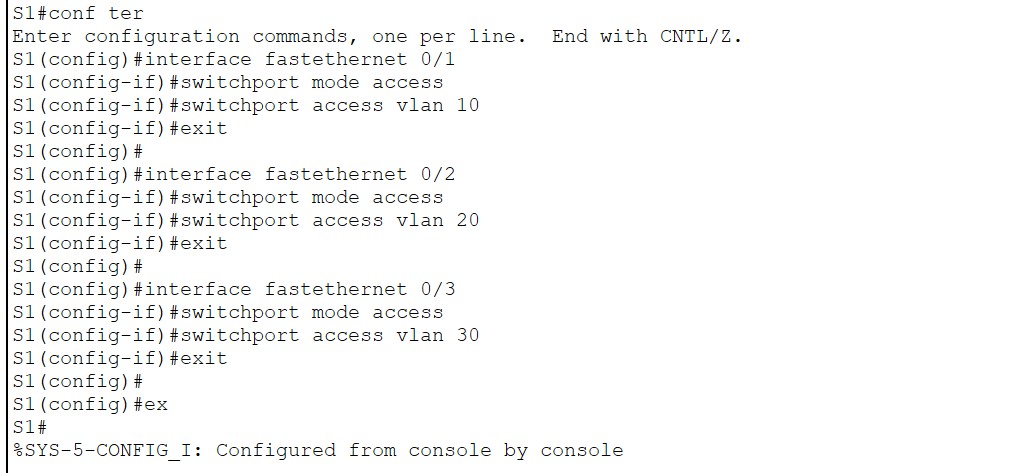 S1#conf ter
Enter configuration commands, one per line.  End with CNTL/Z.
S1(config)#interface fastethernet 0/1
S1(config-if)#switchport mode access
S1(config-if)#switchport access vlan 10
S1(config-if)#exit
S1(config)#
S1(config)#interface fastethernet 0/2
S1(config-if)#switchport mode access
S1(config-if)#switchport access vlan 20
S1(config-if)#exit
S1(config)#
S1(config)#interface fastethernet 0/3
S1(config-if)#switchport mode access
S1(config-if)#switchport access vlan 30
S1(config-if)#exit
S1(config)#
S1(config)#ex
S1#
%SYS-5-CONFIG_I: Configured from console by console